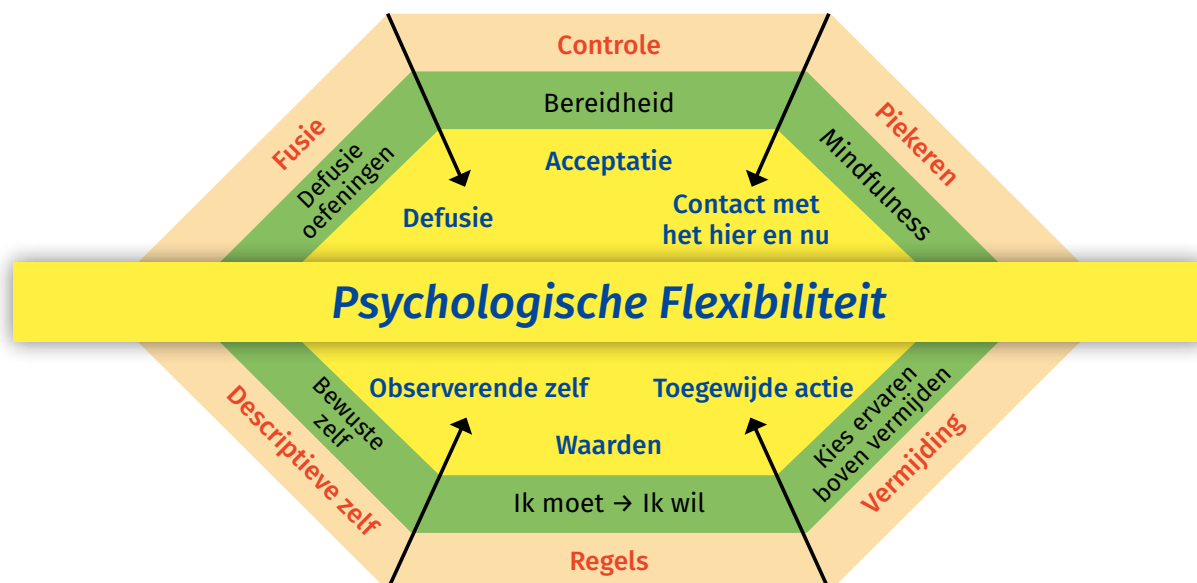 Controle
Bereidheid
Acceptatie
Fusie
Defusie
oefeningen
Defusie
Contact met
het hier en nu
Mindfulness
Piekeren
Psychologische Flexibiliteit
Descriptieve zelf
Bewuste
zelf
Observerende zelf
Toegewijde actie
Kies ervaren
boven vermijden
Vermijding
Waarden
Ik moet → Ik wil
Regels